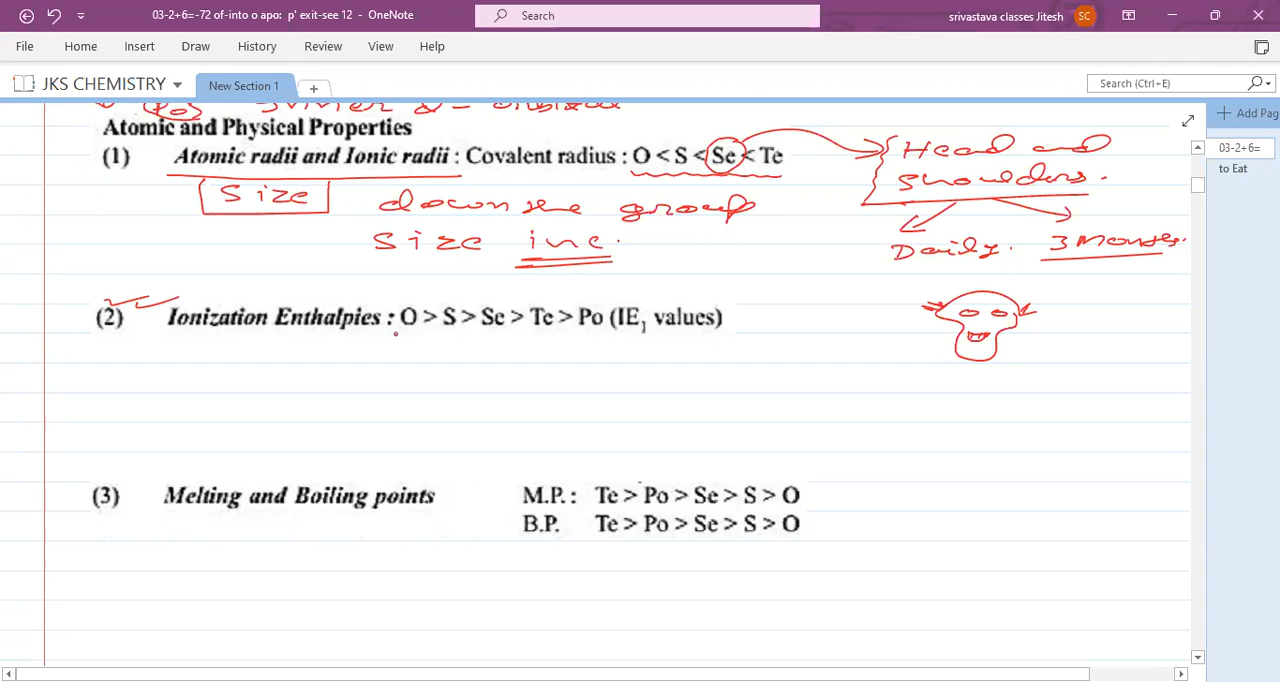 03-2+6=-72 of-into o apo: p' exit-see 12 - OneNote
Search
srivastava classes Jitesh
SC
File Home Insert Draw History Review View Help
JKS CHEMISTRY
New Section 1
+
Search (Ctrl+E)
Add Pag
03-2+6=
to Eat
Atomic and Physical Properties
(1) Atomic radii and Ionic radii : Covalent radius : O < S < Se < Te
Head and
Shoulders.
Size
down the group
size inc.
Daily. 3 Months.
(2) Ionization Enthalpies : O > S > Se > Te > Po (IE1 values)
(3) Melting and Boiling points M.P. : Te > Po > Se > S > O
B.P. Te > Po > Se > S > O